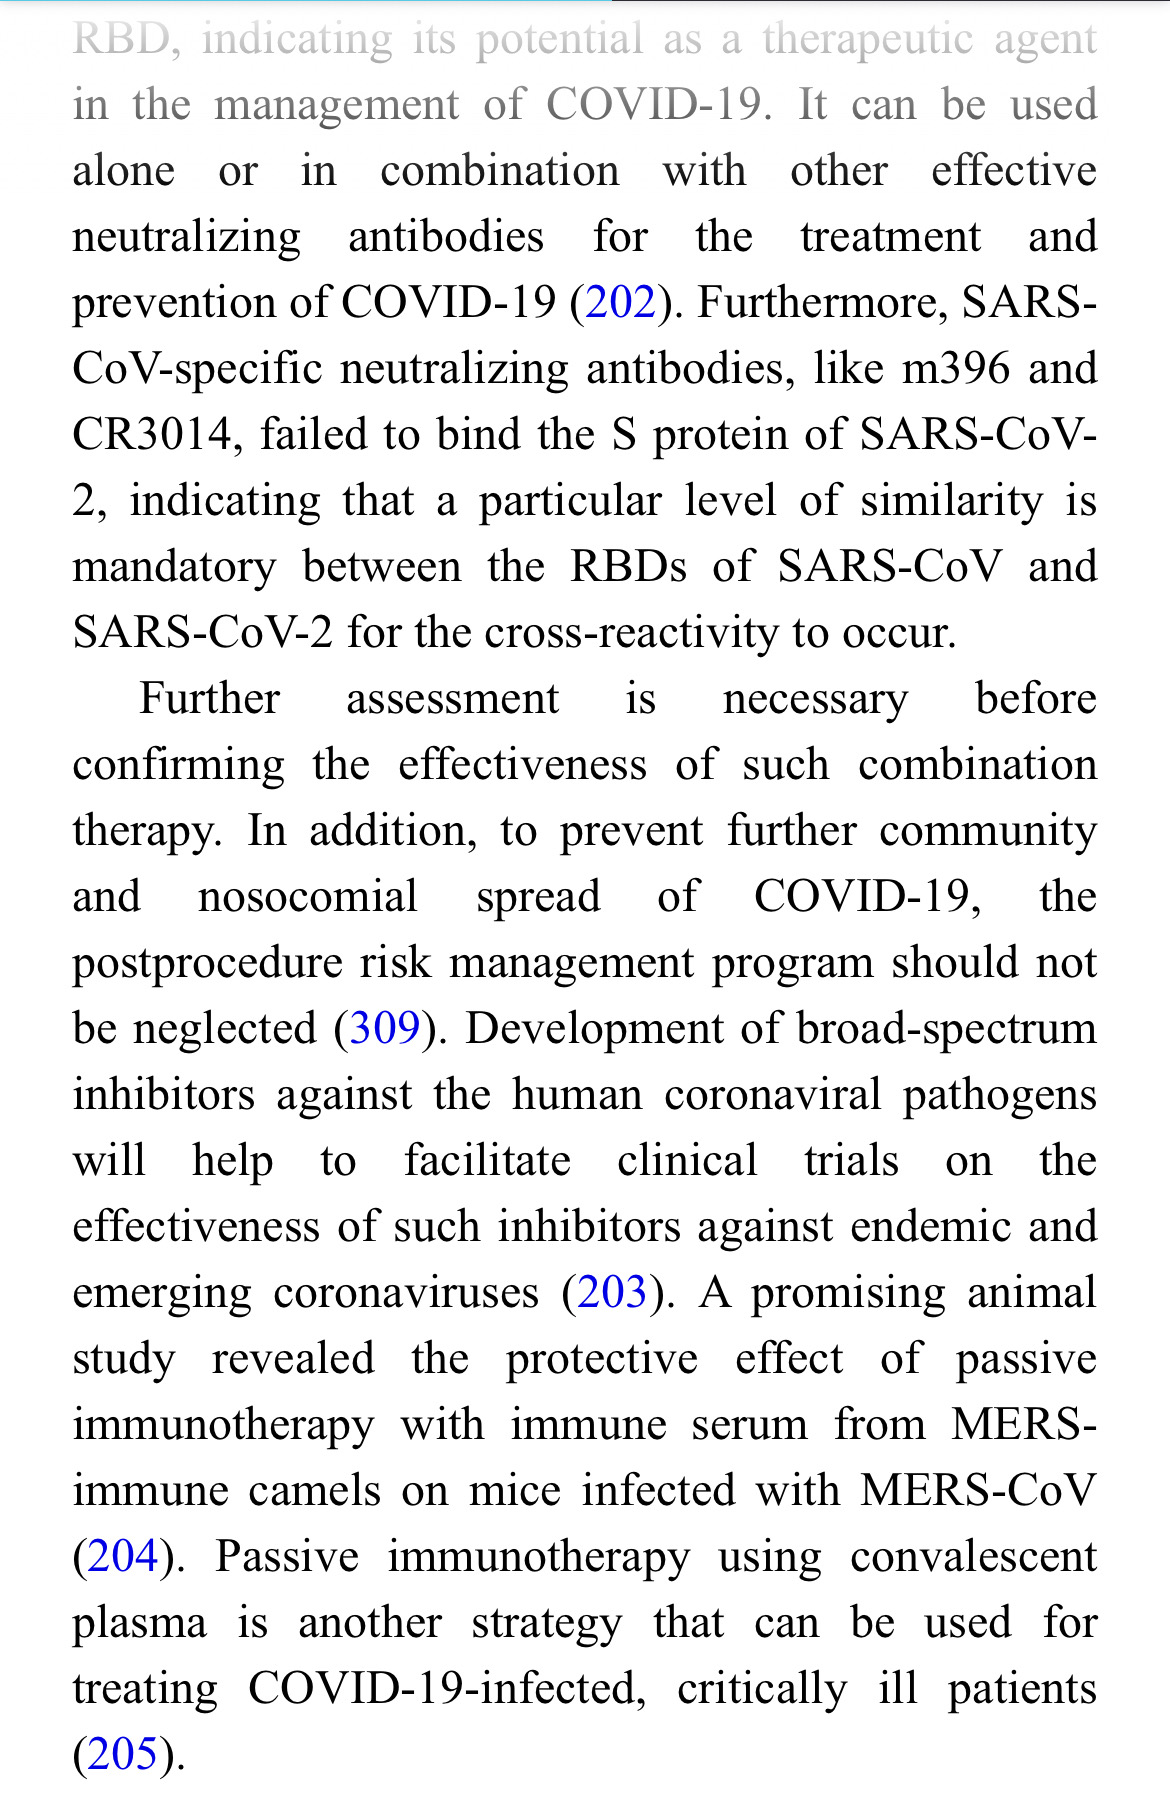 RBD, indicating its potential as a therapeutic agent
in the management of COVID-19. It can be used
alone or in combination with other effective
neutralizing antibodies for the treatment and
prevention of COVID-19 (202). Furthermore, SARS-
CoV-specific neutralizing antibodies, like m396 and
CR3014, failed to bind the S protein of SARS-CoV-
2, indicating that a particular level of similarity is
mandatory between the RBDs of SARS-CoV and
SARS-CoV-2 for the cross-reactivity to occur.
Further assessment is necessary before
confirming the effectiveness of such combination
therapy. In addition, to prevent further community
and nosocomial spread of COVID-19, the
postprocedure risk management program should not
be neglected (309). Development of broad-spectrum
inhibitors against the human coronaviral pathogens
will help to facilitate clinical trials on the
effectiveness of such inhibitors against endemic and
emerging coronaviruses (203). A promising animal
study revealed the protective effect of passive
immunotherapy with immune serum from MERS-
immune camels on mice infected with MERS-CoV
(204). Passive immunotherapy using convalescent
plasma is another strategy that can be used for
treating COVID-19-infected, critically ill patients
(205).